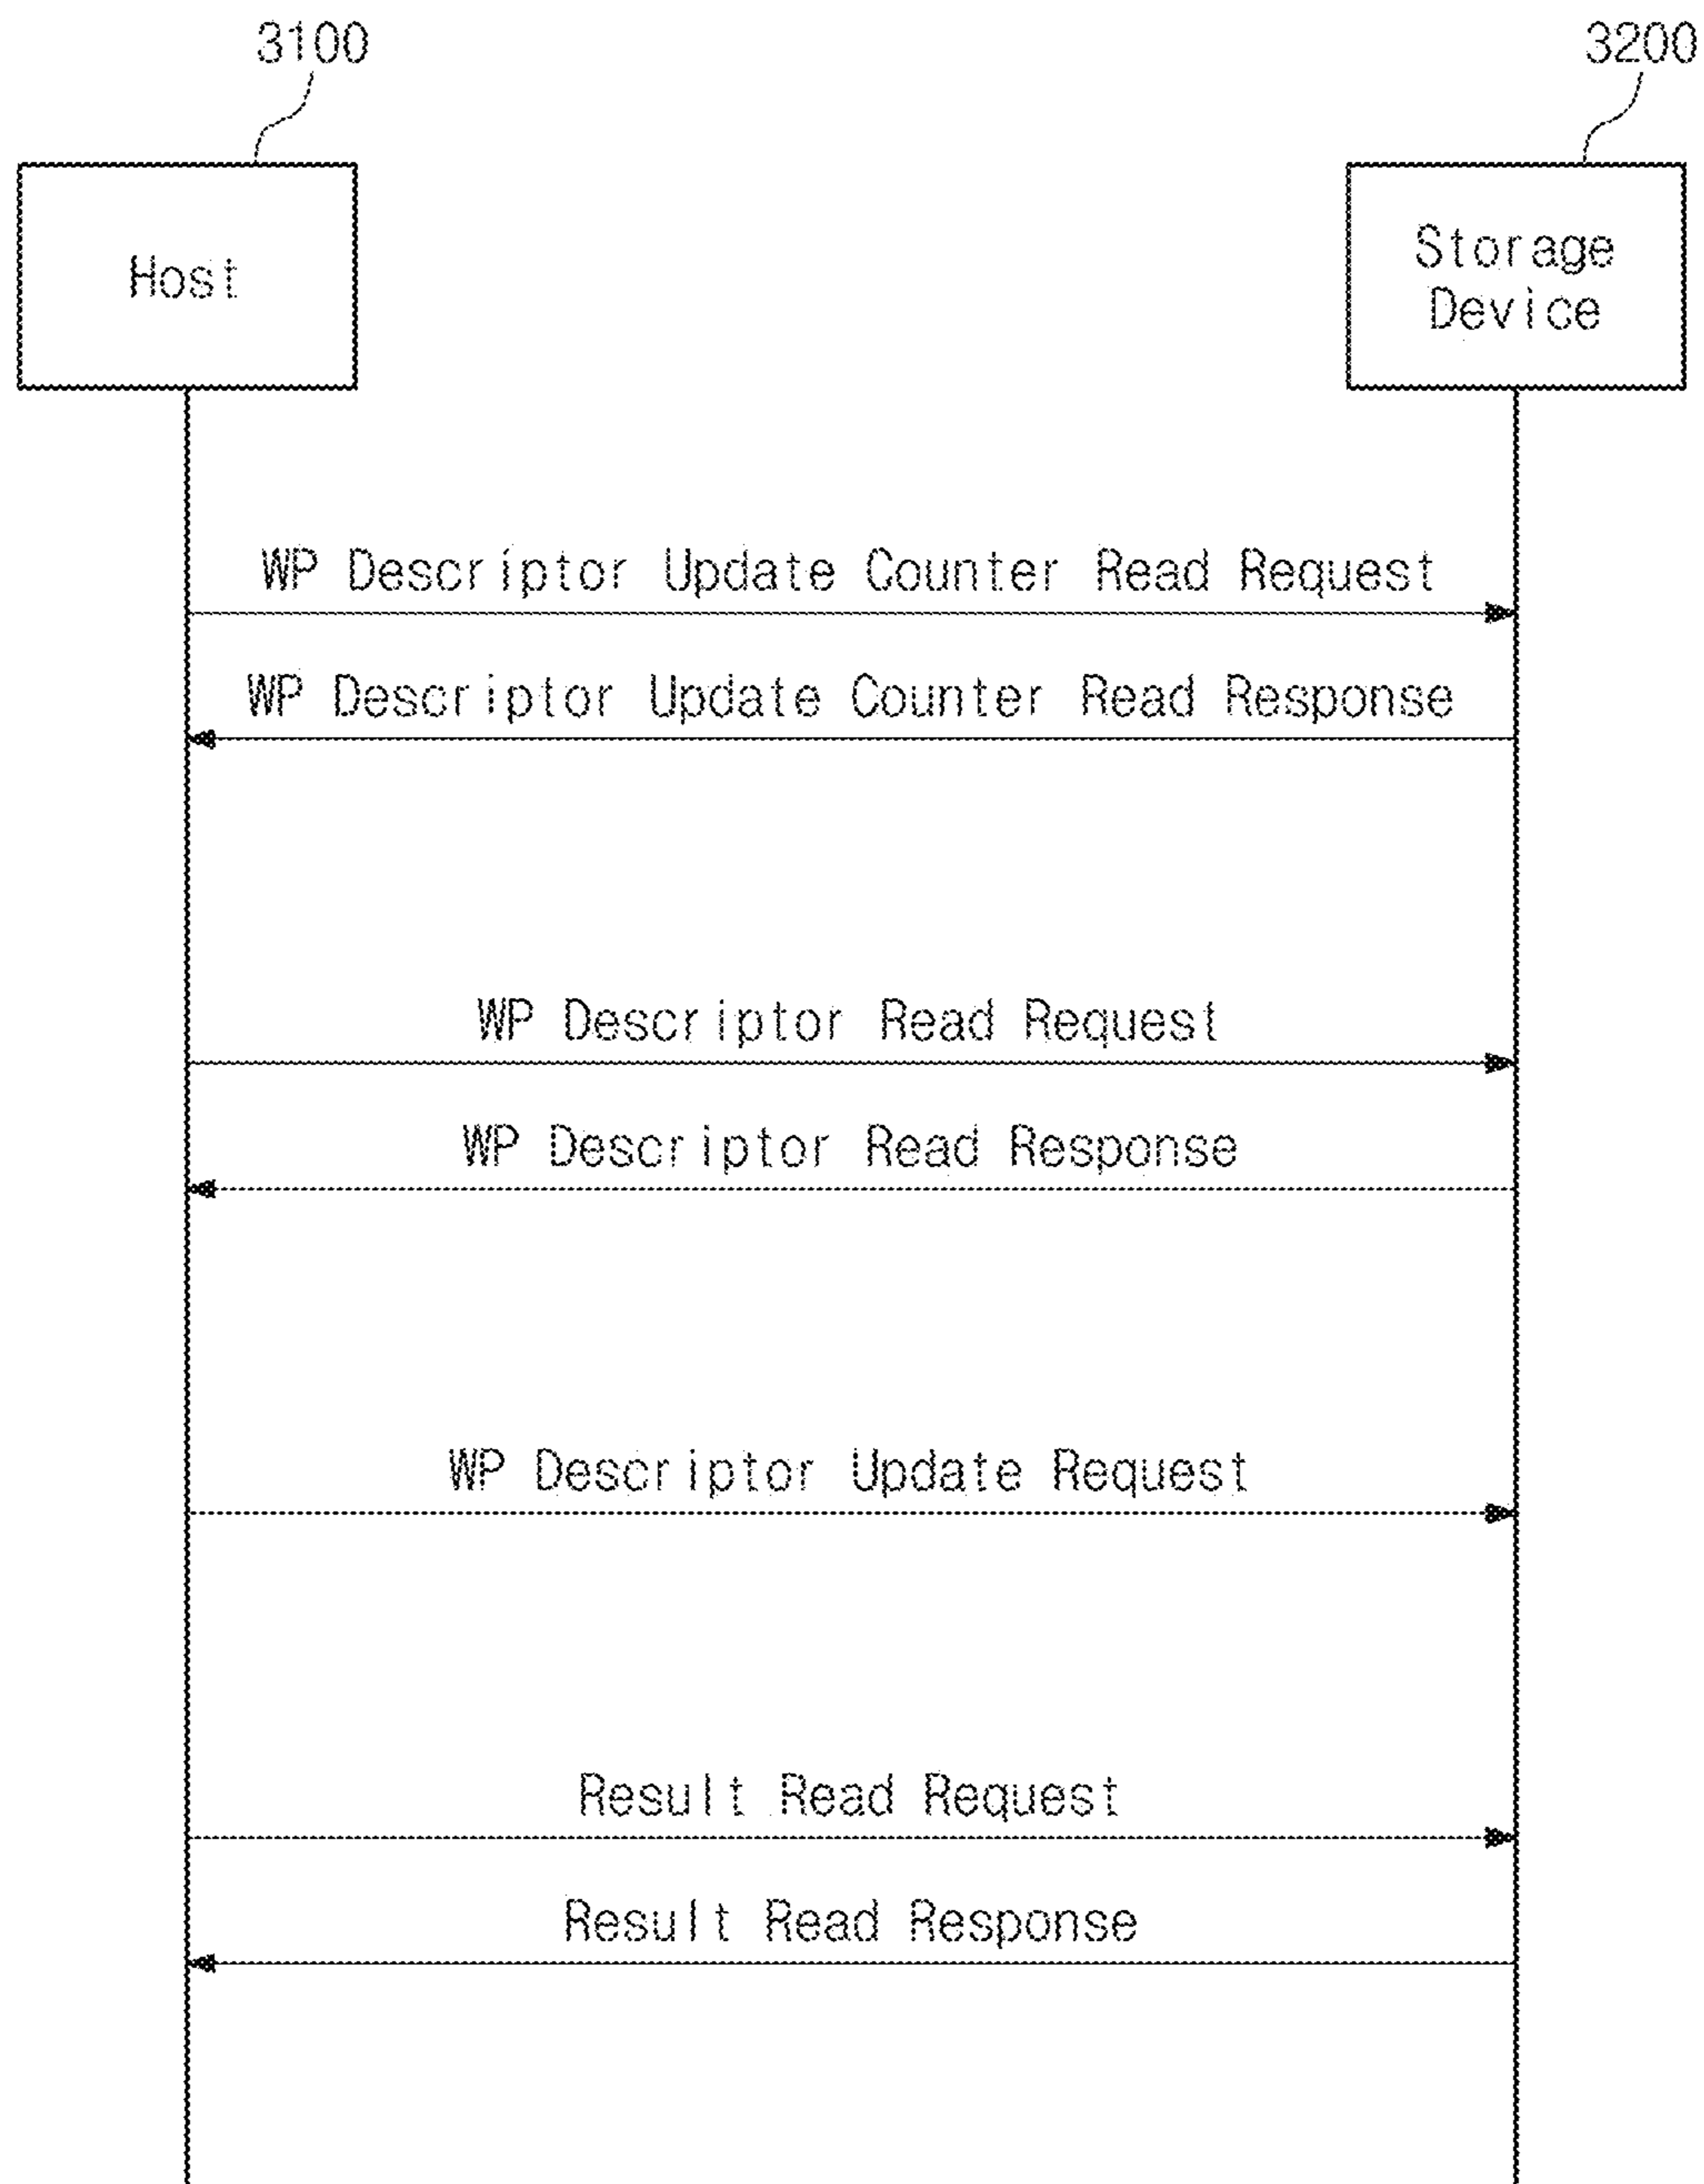 3100
3200
Host
Storage
Device
WP Descriptor Update Counter Read Request
WP Descriptor Update Counter Read Response
WP Descriptor Read Request
WP Descriptor Read Response
WP Descriptor Update Request
Result Read Request
Result Read Response